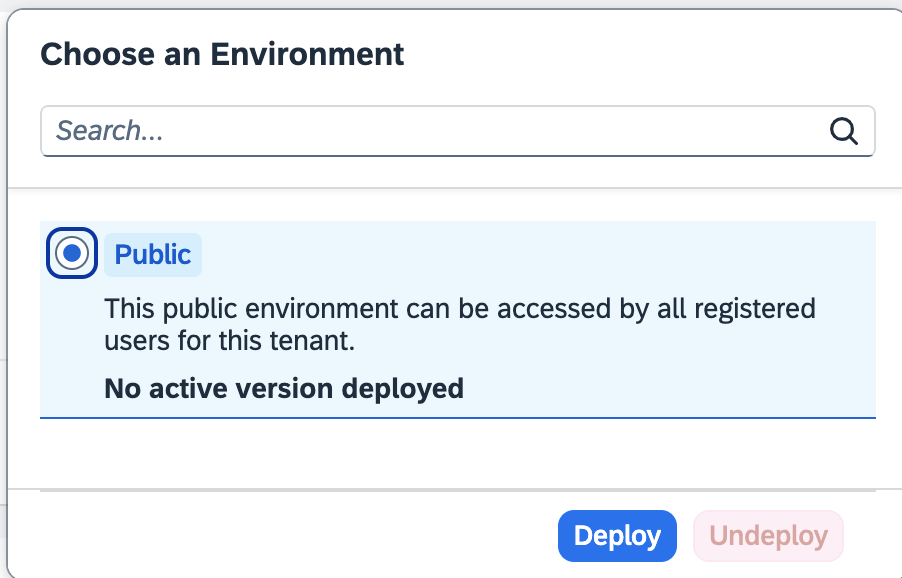 Choose an Environment
Search...
Public
This public environment can be accessed by all registered
users for this tenant.
No active version deployed
Deploy
Undeploy